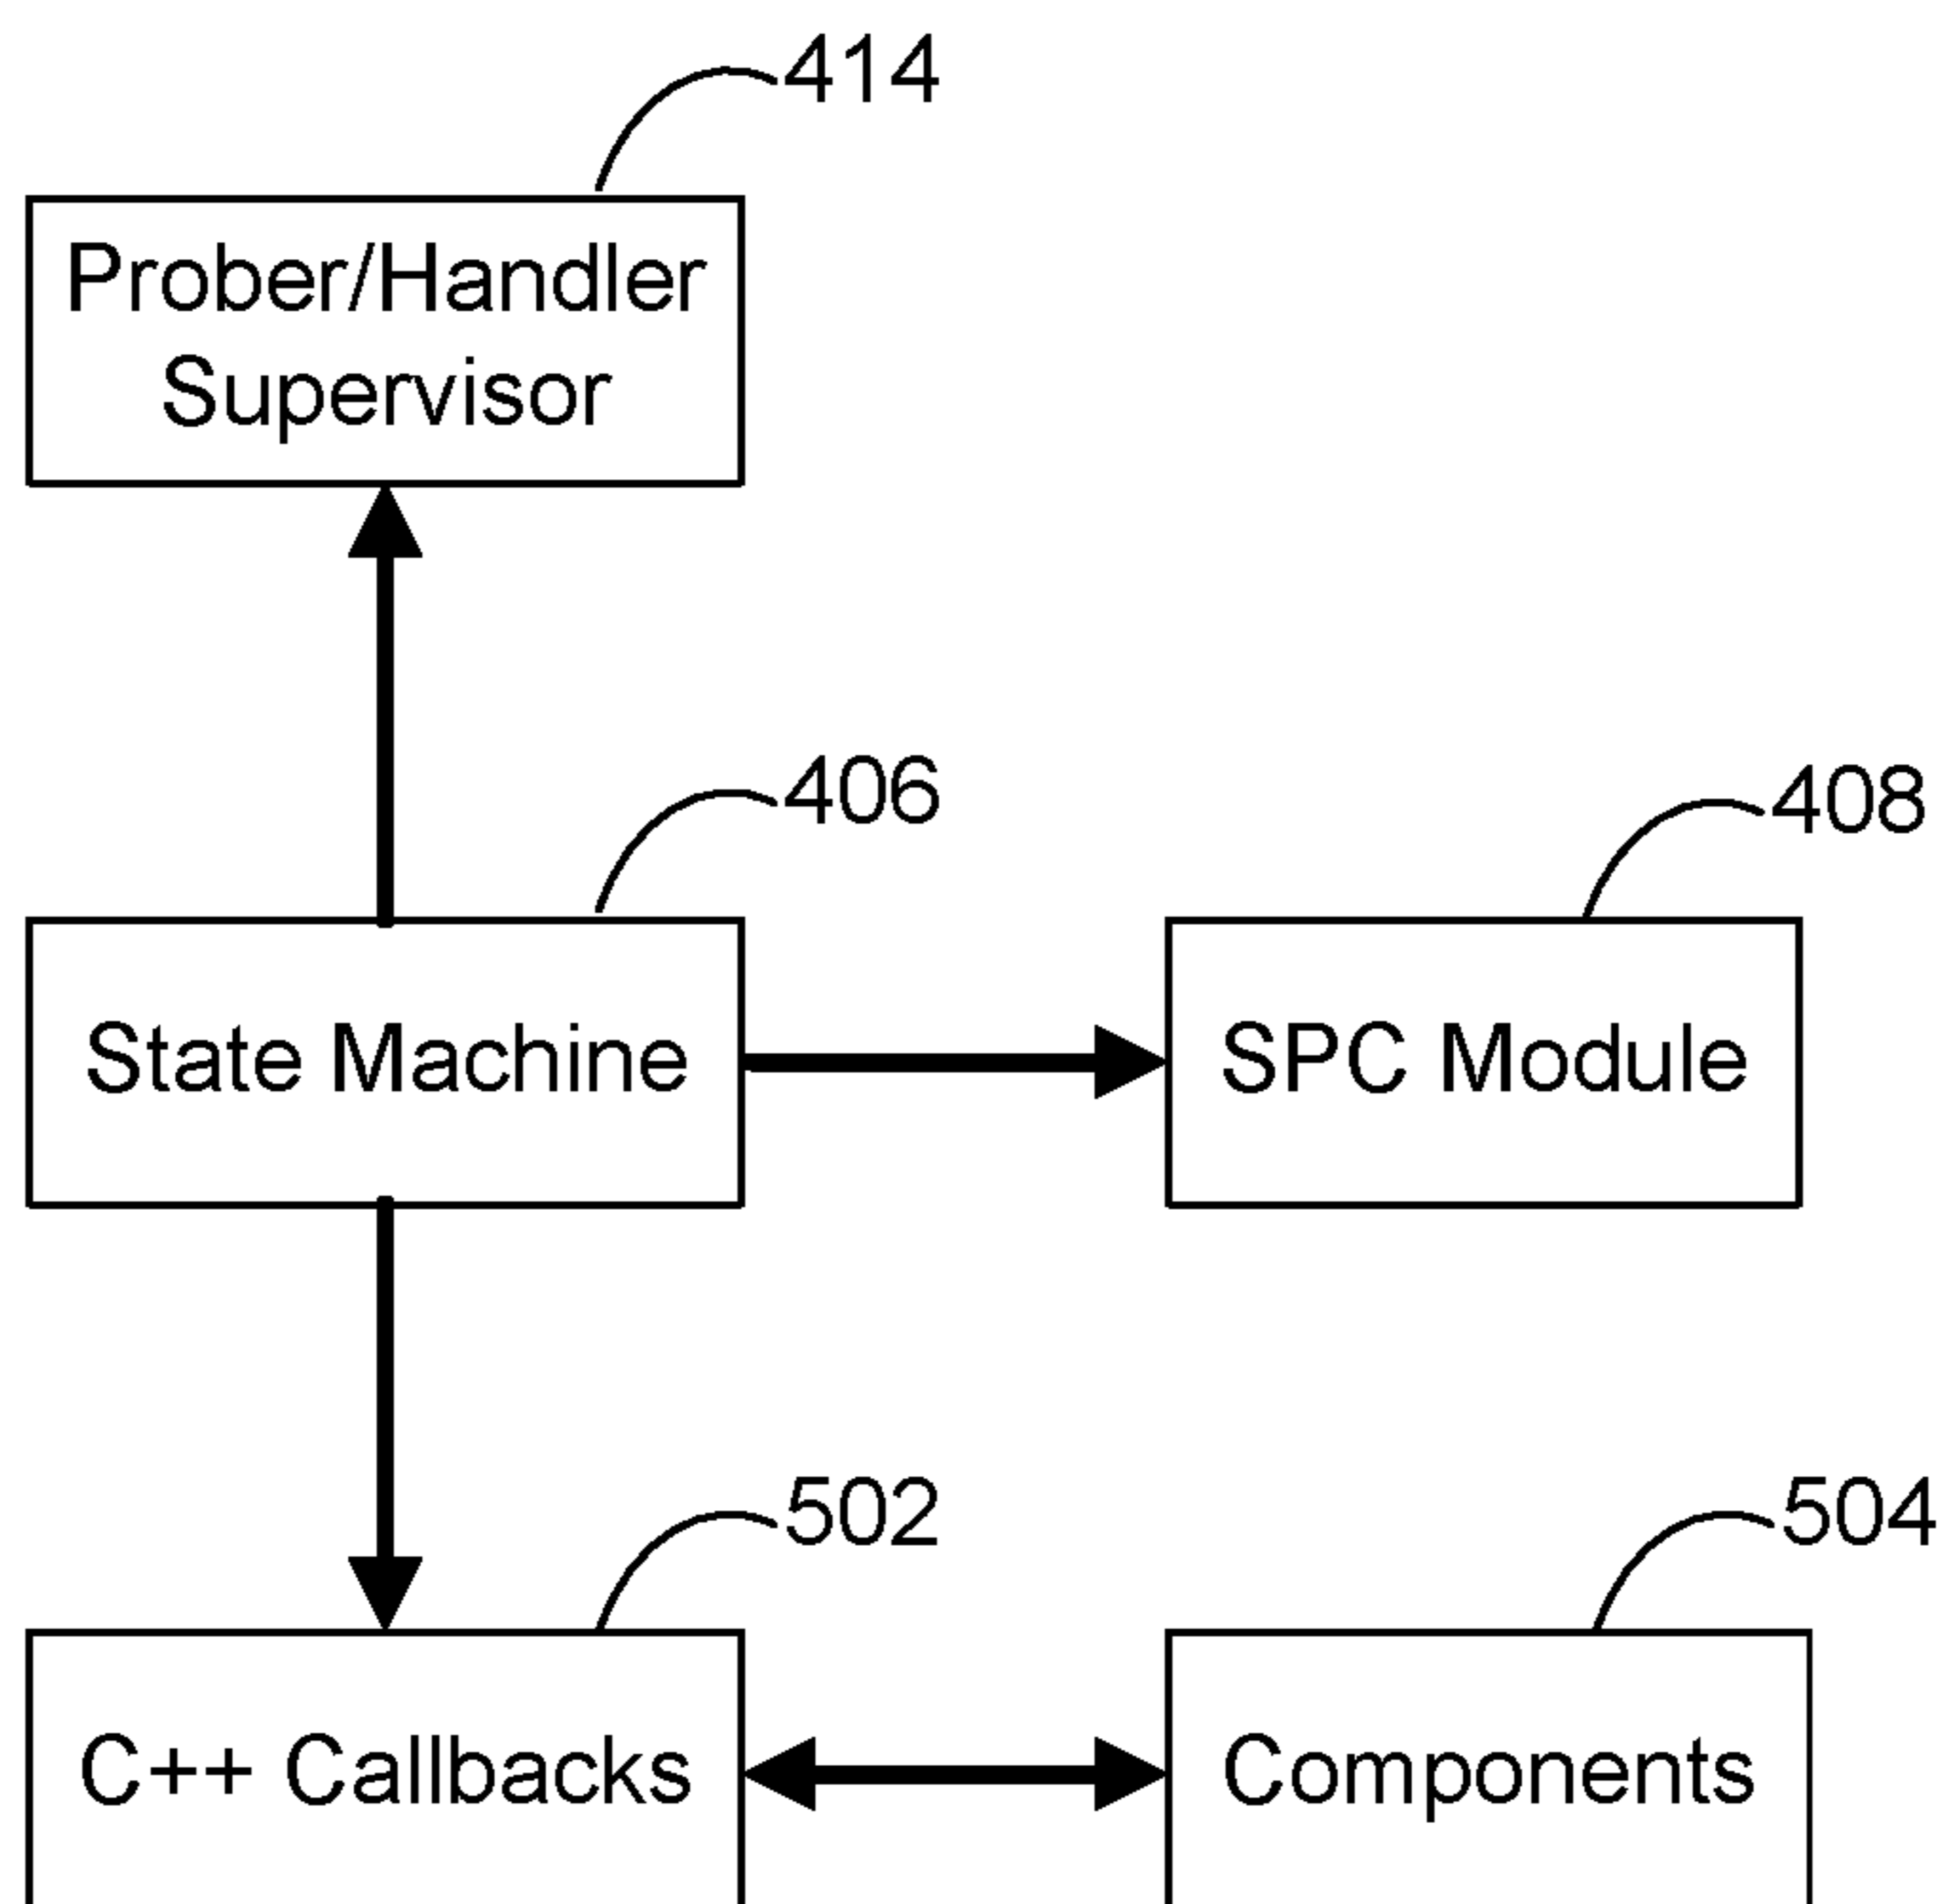 414
Prober/Handler
Supervisor
406
408
State Machine
SPC Module
502
504
C++ Callbacks
Components